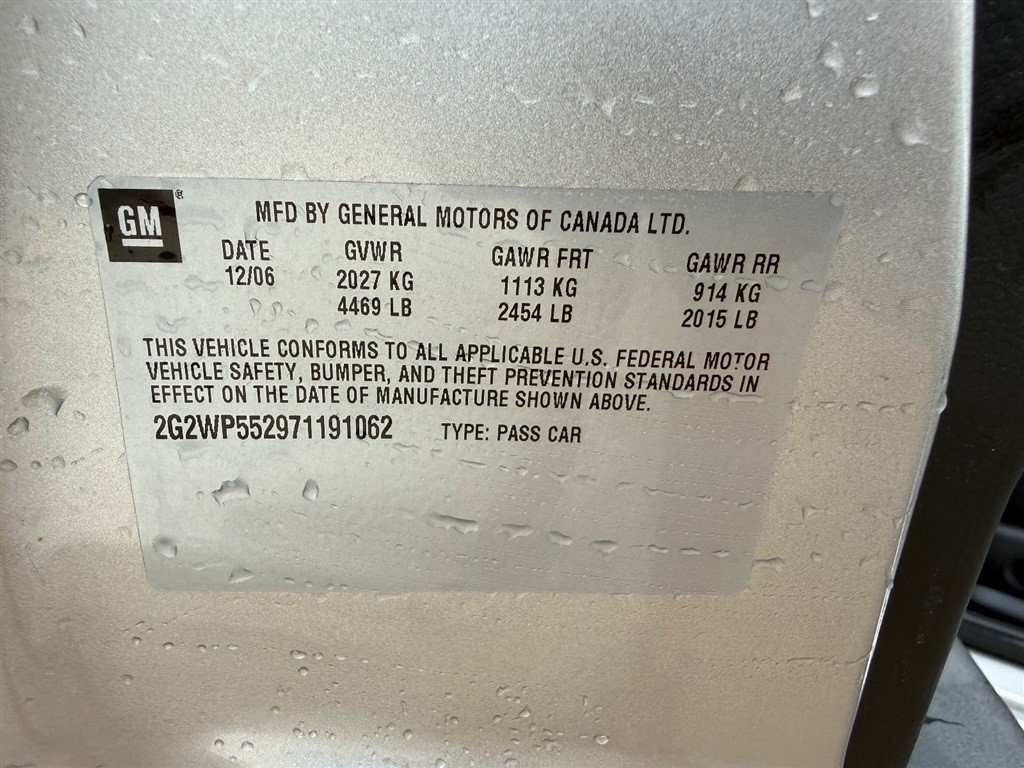 GM ®
MFD BY GENERAL MOTORS OF CANADA LTD.
DATE GVWR GAWR FRT GAWR RR
12/06 2027 KG 1113 KG 914 KG
4469 LB 2454 LB 2015 LB
THIS VEHICLE CONFORMS TO ALL APPLICABLE U.S. FEDERAL MOTOR
VEHICLE SAFETY, BUMPER, AND THEFT PREVENTION STANDARDS IN
EFFECT ON THE DATE OF MANUFACTURE SHOWN ABOVE.
2G2WP552971191062 TYPE: PASS CAR